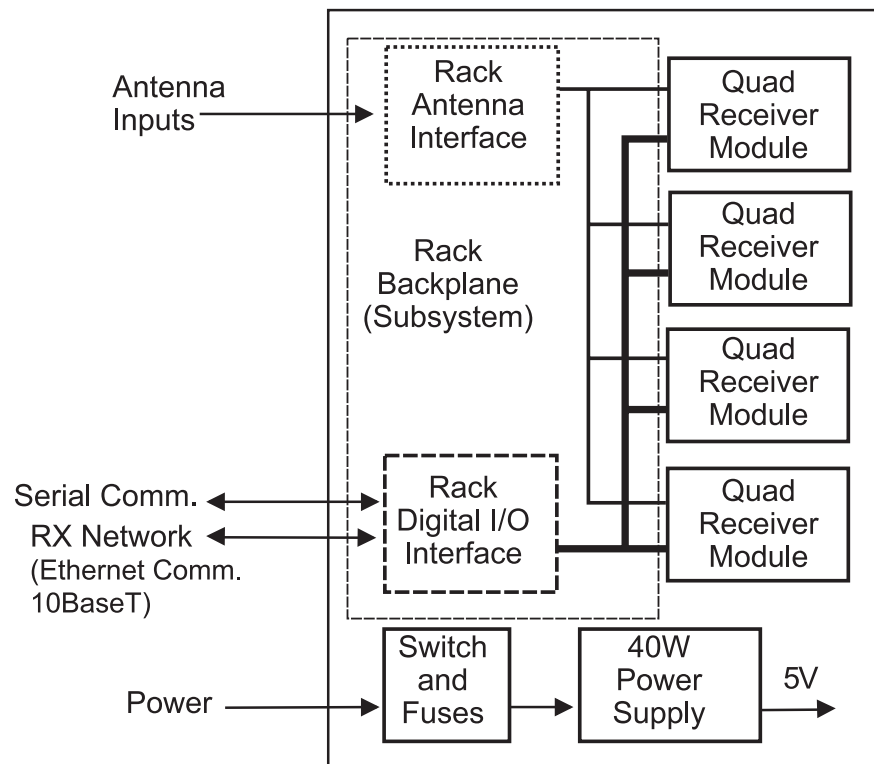 Antenna
Inputs
Rack
Antenna
Interface
Quad
Receiver
Module
Quad
Receiver
Module
Rack
Backplane
(Subsystem)
Quad
Receiver
Module
Serial Comm.
RX Network
(Ethernet Comm.
10BaseT)
Rack
Digital I/O
Interface
Quad
Receiver
Module
Power
Switch
and
Fuses
40W
Power
Supply
5V